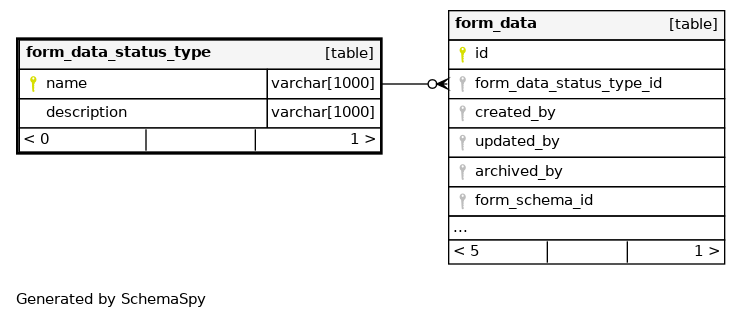 form_data_status_type [table]
name varchar[1000]
description varchar[1000]
< 0 1 >
form_data [table]
id
form_data_status_type_id
created_by
updated_by
archived_by
form_schema_id
...
< 5 1 >
Generated by SchemaSpy